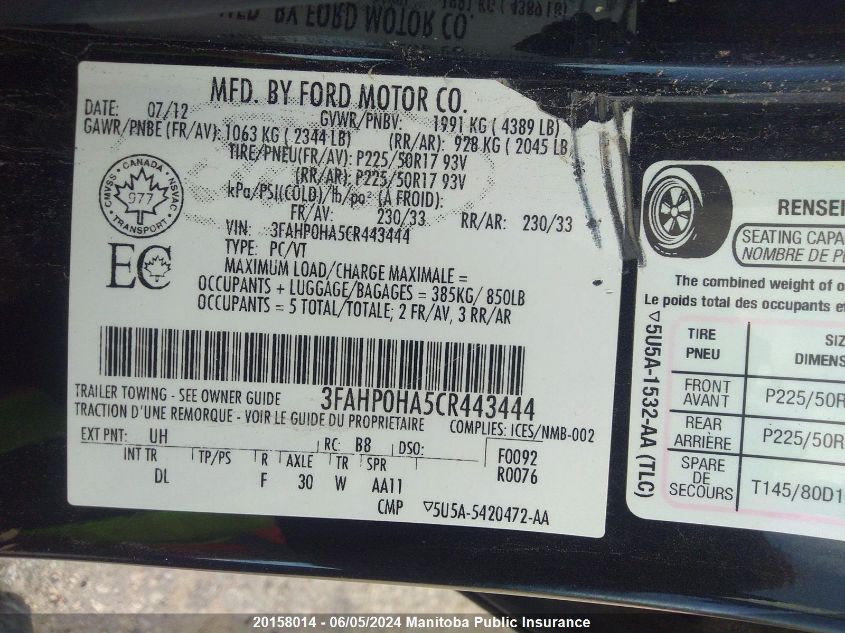 MFD. BY FORD MOTOR CO.
DATE: 07/12 GVWR/PNBV: 1991 KG ( 4389 LB)
GAWR/PNBE (FR/AV): 1063 KG ( 2344 LB) (RR/AR): 928 KG ( 2045 LB
TIRE/PNEU(FR/AV): P225/50R17 93V
(RR/AR): P225/50R17 93V
kPa/PSI(COLD)/lb/po² (À FROID):
FR/AV: 230/33 RR/AR: 230/33
CANADA
CMVSS NSVAC
977
TRANSPORT
VIN: 3FAHP0HA5CR443444
TYPE: PC/VT
EC
MAXIMUM LOAD/CHARGE MAXIMALE =
OCCUPANTS + LUGGAGE/BAGAGES = 385KG/ 850LB
OCCUPANTS = 5 TOTAL/TOTALE; 2 FR/AV, 3 RR/AR
3FAHP0HA5CR443444
TRAILER TOWING - SEE OWNER GUIDE
TRACTION D'UNE REMORQUE - VOIR LE GUIDE DU PROPRIETAIRE
COMPLIES: ICES/NMB-002
EXT PNT: UH RC: B8 DSO: F0092
INT TR TP/PS R AXLE TR SPR R0076
DL F 30 W AA11
CMP ▽5U5A-5420472-AA
RENSEI
SEATING CAPA
NOMBRE DE P
The combined weight of o
Le poids total des occupants e
▽5U5A-1532-AA (TLC)
TIRE
PNEU
SIZ
DIMENS
FRONT
AVANT
P225/50R
REAR
ARRIÈRE
P225/50R
SPARE
DE
SECOURS
T145/80D1
20158014 - 06/05/2024 Manitoba Public Insurance